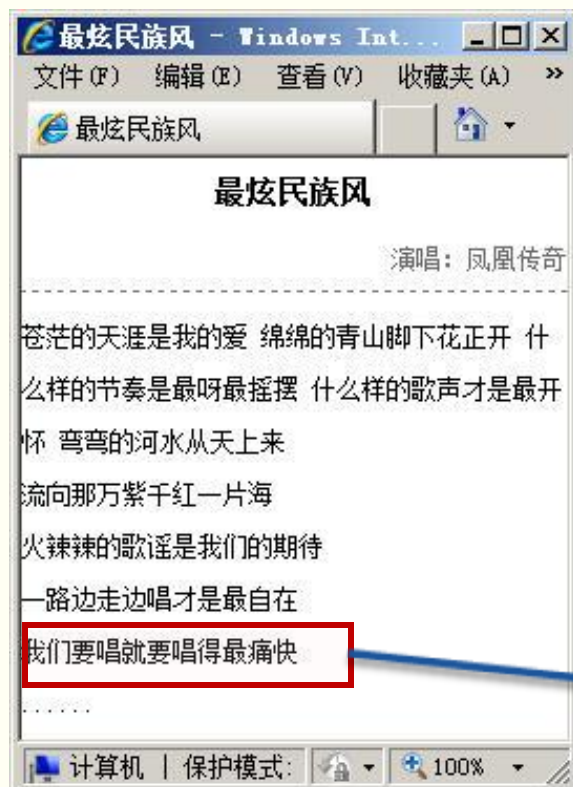 最炫民族风 - Windows Int...
文件(F) 编辑(E) 查看(V) 收藏夹(A) »
最炫民族风
最炫民族风
演唱：凤凰传奇
苍茫的天涯是我的爱 绵绵的青山脚下花正开 什
么样的节奏是最呀最摇摆 什么样的歌声才是最开
怀 弯弯的河水从天上来
流向那万紫千红一片海
火辣辣的歌谣是我们的期待
一路边走边唱才是最自在
我们要唱就要唱得最痛快
......
计算机 | 保护模式: 100%